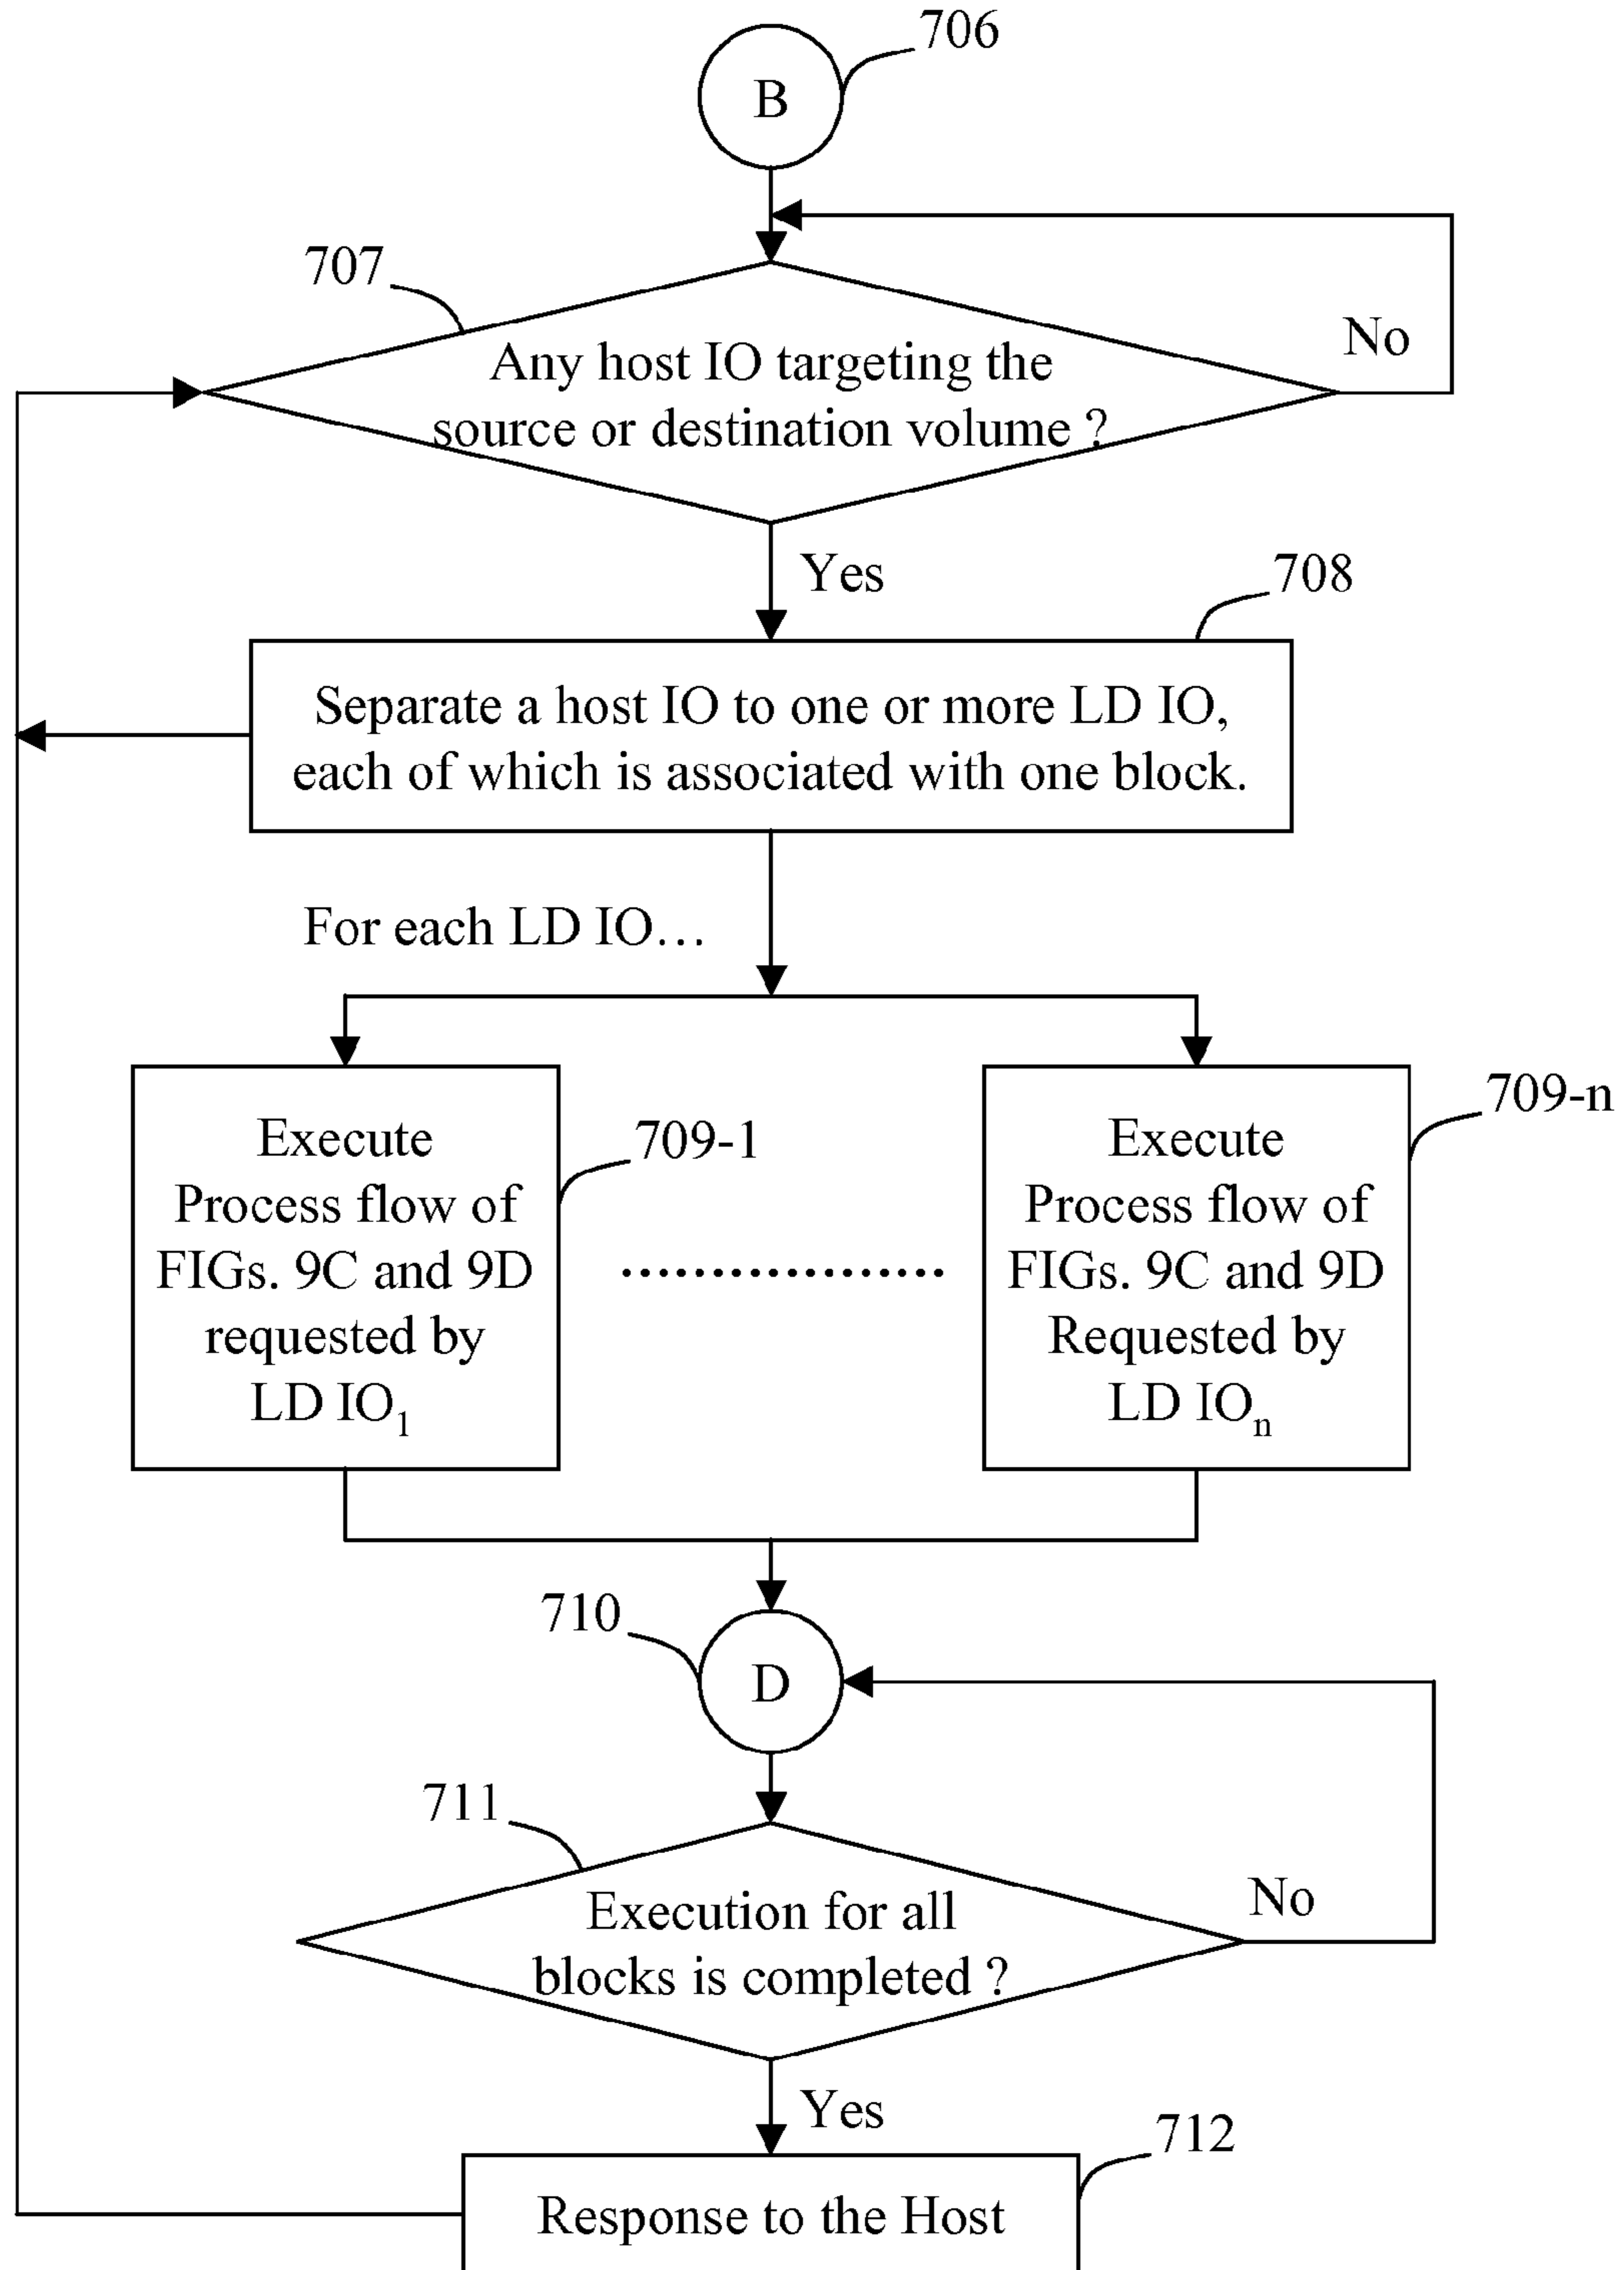 706
B
707
No
Any host IO targeting the
source or destination volume ?
Yes
708
Separate a host IO to one or more LD IO,
each of which is associated with one block.
For each LD IO…
709-1
709-n
Execute
Process flow of
FIGs. 9C and 9D
requested by
LD IO₁
..................
Execute
Process flow of
FIGs. 9C and 9D
Requested by
LD IOₙ
710
D
711
No
Execution for all
blocks is completed ?
Yes
712
Response to the Host